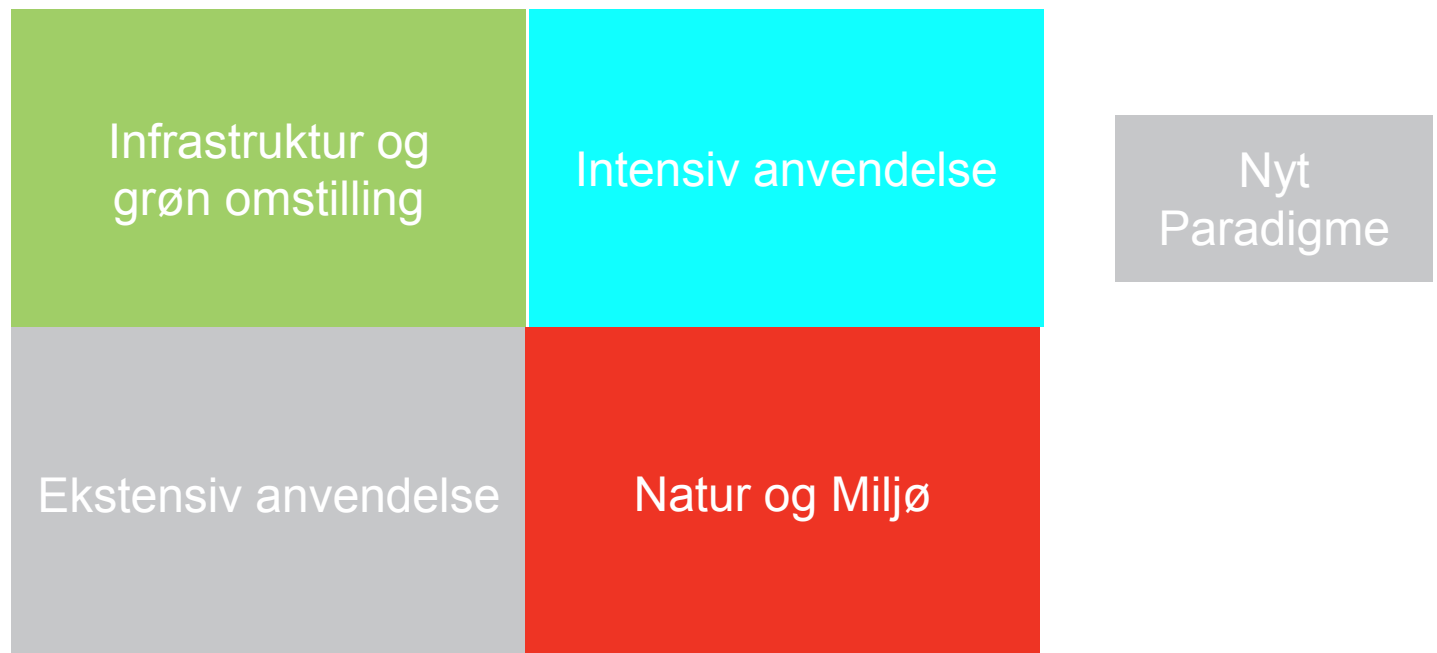 Infrastruktur og
grøn omstilling
Intensiv anvendelse
Nyt
Paradigme
Ekstensiv anvendelse
Natur og Miljø